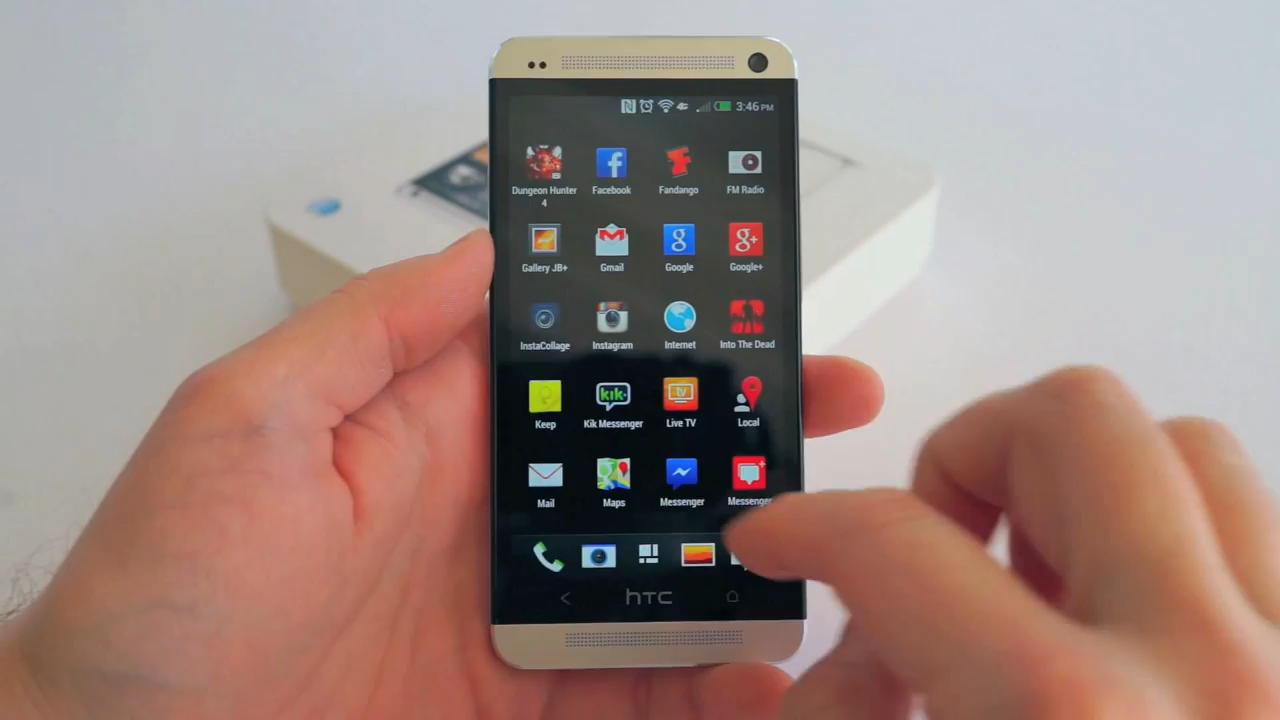 3:46 PM
Dungeon Hunter 4
Facebook
Fandango
FM Radio
Gallery JB+
Gmail
Google
Google+
InstaCollage
Instagram
Internet
Into The Dead
Keep
kik·
Kik Messenger
tv
Live TV
Local
Mail
Maps
Messenger
Messenger
hTC